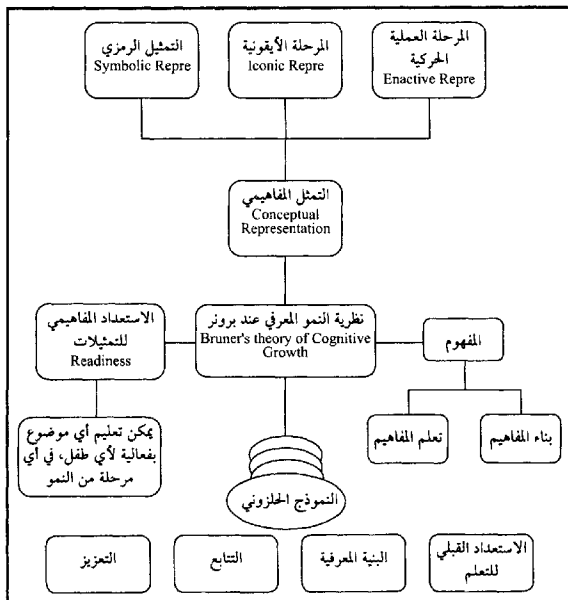 المرحلة العملية
الحركية
Enactive Repre
المرحلة الأيقونية
Iconic Repre
التمثيل الرمزي
Symbolic Repre
التمثل المفاهيمي
Conceptual
Representation
المفهوم
نظرية النمو المعرفي عند برونر
Bruner's theory of Cognitive
Growth
الاستعداد المفاهيمي
للتمثيلات
Readiness
بناء المفاهيم
تعلم المفاهيم
يمكن تعليم أي موضوع
بفعالية لأي طفل، في أي
مرحلة من النمو
النموذج الحلزوني
الاستعداد القبلي
للتعلم
البنية المعرفية
التتابع
التعزيز